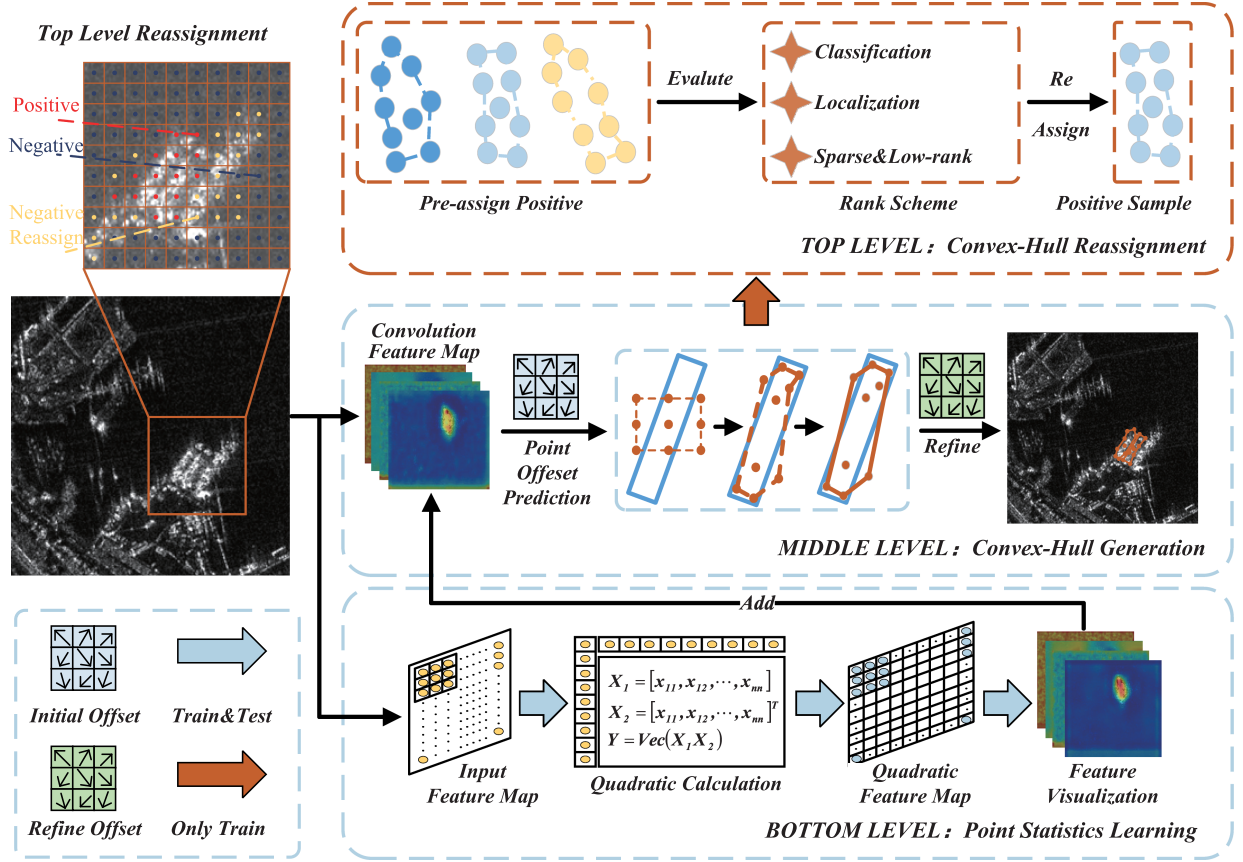 Top Level Reassignment
Positive
Negative
Negative
Reassign
Evalute
Classification
Localization
Sparse&Low-rank
Re
Assign
Pre-assign Positive
Rank Scheme
Positive Sample
TOP LEVEL: Convex-Hull Reassignment
Convolution
Feature Map
Point
Offeset
Prediction
Refine
MIDDLE LEVEL: Convex-Hull Generation
Add
X1 = [x11, x12, ⋯, xnn]
X2 = [x11, x12, ⋯, xnn]^T
Y = Vec(X1X2)
Input
Feature Map
Quadratic Calculation
Quadratic
Feature Map
Feature
Visualization
BOTTOM LEVEL: Point Statistics Learning
Initial Offset
Train&Test
Refine Offset
Only Train